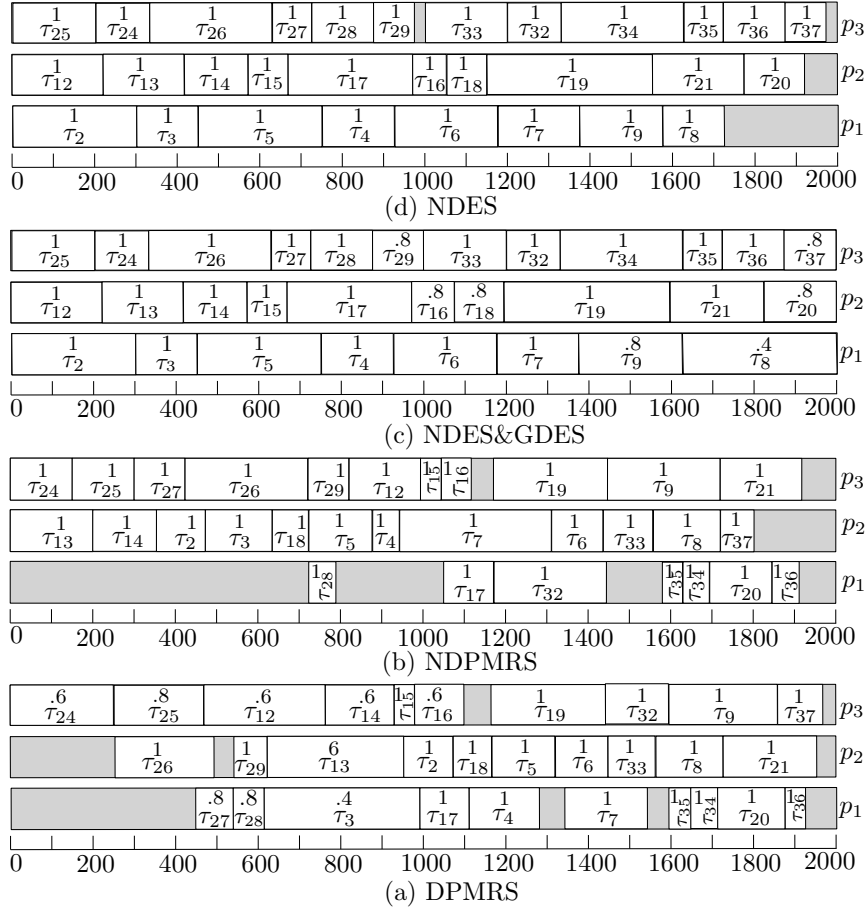 1 1 1 1 1 1 1 1 1 1 1 1
τ25 τ24 τ26 τ27 τ28 τ29 τ33 τ32 τ34 τ35 τ36 τ37 p3
1 1 1 1 1 1 1 1 1 1
τ12 τ13 τ14 τ15 τ17 τ16 τ18 τ19 τ21 τ20 p2
1 1 1 1 1 1 1 1
τ2 τ3 τ5 τ4 τ6 τ7 τ9 τ8 p1
0 200 400 600 800 1000 1200 1400 1600 1800 2000
(d) NDES
1 1 1 1 1 .8 1 1 1 1 1 .8
τ25 τ24 τ26 τ27 τ28 τ29 τ33 τ32 τ34 τ35 τ36 τ37 p3
1 1 1 1 1 .8 .8 1 1 .8
τ12 τ13 τ14 τ15 τ17 τ16 τ18 τ19 τ21 τ20 p2
1 1 1 1 1 1 .8 .4
τ2 τ3 τ5 τ4 τ6 τ7 τ9 τ8 p1
0 200 400 600 800 1000 1200 1400 1600 1800 2000
(c) NDES&GDES
1 1 1 1 1 1 1 1 1 1 1
τ24 τ25 τ27 τ26 τ29 τ12 τ15 τ16 τ19 τ9 τ21 p3
1 1 1 1 1 1 1 1 1 1 1 1
τ13 τ14 τ2 τ3 τ18 τ5 τ4 τ7 τ6 τ33 τ8 τ37 p2
1 1 1 1 1 1 1
τ28 τ17 τ32 τ35 τ34 τ20 τ36 p1
0 200 400 600 800 1000 1200 1400 1600 1800 2000
(b) NDPMRS
.6 .8 .6 .6 1 .6 1 1 1 1
τ24 τ25 τ12 τ14 τ15 τ16 τ19 τ32 τ9 τ37 p3
1 1 6 1 1 1 1 1 1 1
τ26 τ29 τ13 τ2 τ18 τ5 τ6 τ33 τ8 τ21 p2
.8 .8 .4 1 1 1 1 1 1 1
τ27 τ28 τ3 τ17 τ4 τ7 τ35 τ34 τ20 τ36 p1
0 200 400 600 800 1000 1200 1400 1600 1800 2000
(a) DPMRS